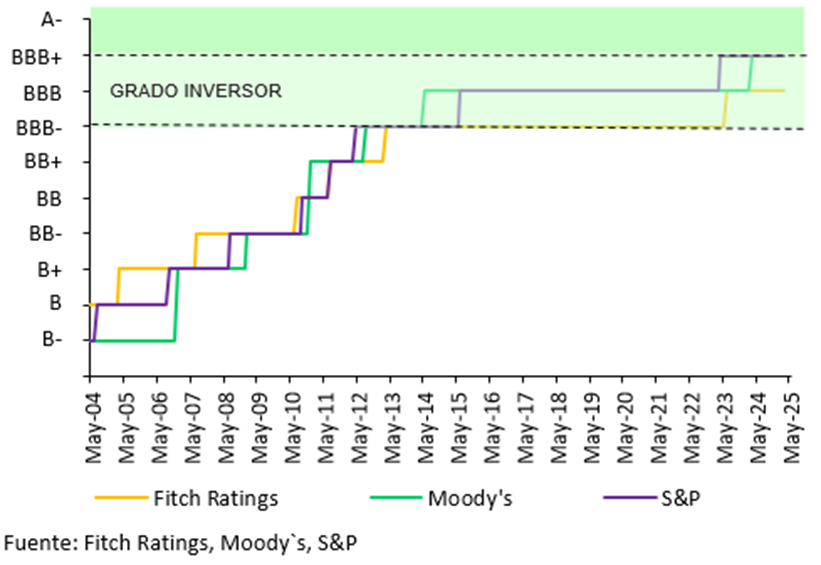 A-
BBB+
BBB
BBB-
BB+
BB
BB-
B+
B
B-
GRADO INVERSOR
May-04
May-05
May-06
May-07
May-08
May-09
May-10
May-11
May-12
May-13
May-14
May-15
May-16
May-17
May-18
May-19
May-20
May-21
May-22
May-23
May-24
May-25
Fitch Ratings
Moody's
S&P
Fuente: Fitch Ratings, Moody`s, S&P